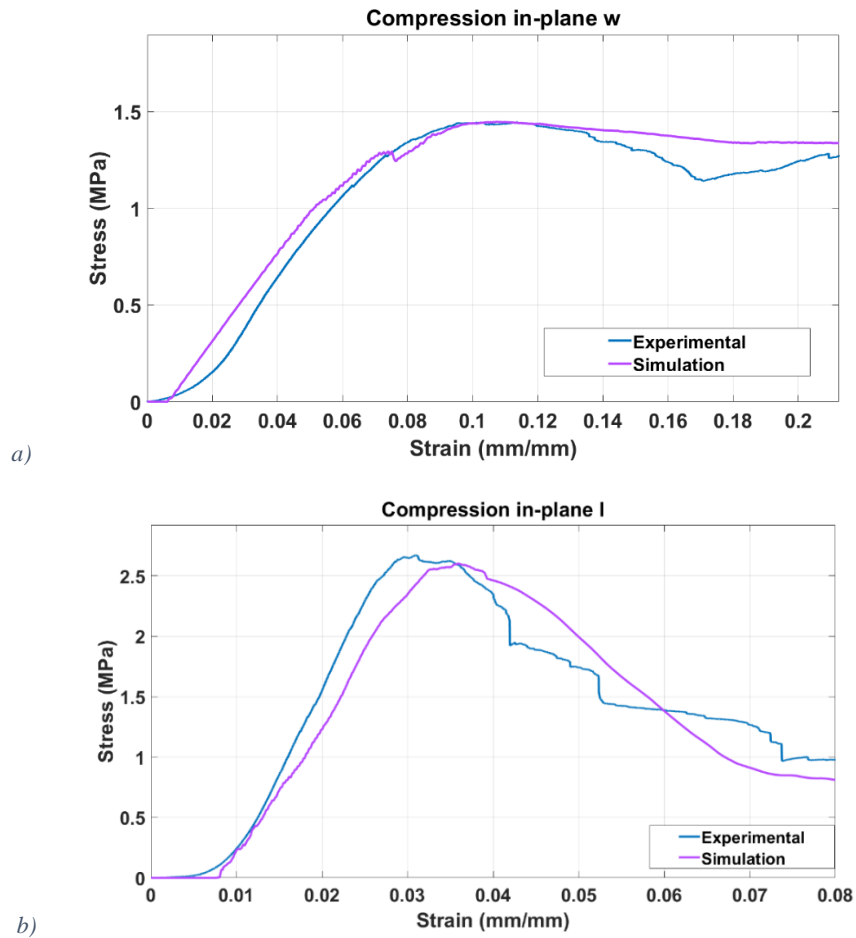 Compression in-plane w
Stress (MPa)
1.5
1
0.5
0
0 0.02 0.04 0.06 0.08 0.1 0.12 0.14 0.16 0.18 0.2
Strain (mm/mm)
Experimental
Simulation
a)
Compression in-plane l
Stress (MPa)
2.5
2
1.5
1
0.5
0
0 0.01 0.02 0.03 0.04 0.05 0.06 0.07 0.08
Strain (mm/mm)
Experimental
Simulation
b)